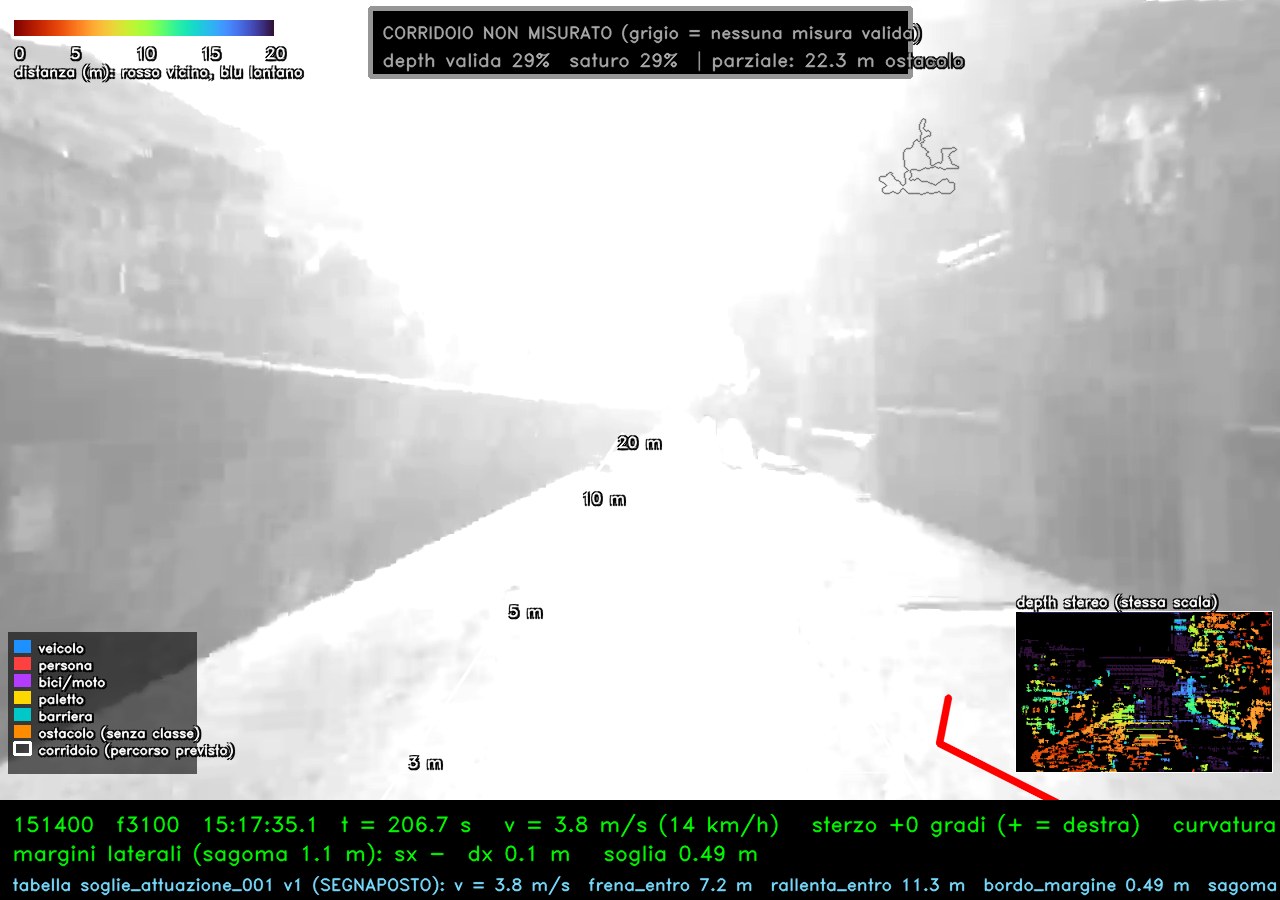 0 5 10 15 20
distanza (m): rosso vicino, blu lontano
CORRIDOIO NON MISURATO (grigio = nessuna misura valida)
depth valida 29% saturo 29% | parziale: 22.3 m ostacolo
20 m
10 m
5 m
3 m
depth stereo (stessa scala)
veicolo
persona
bici/moto
paletto
barriera
ostacolo (senza classe)
corridoio (percorso previsto)
151400 f3100 15:17:35.1 t = 206.7 s v = 3.8 m/s (14 km/h) sterzo +0 gradi (+ = destra) curvatura
margini laterali (sagoma 1.1 m): sx - dx 0.1 m soglia 0.49 m
tabella soglie_attuazione_001 v1 (SEGNAPOSTO): v = 3.8 m/s frena_entro 7.2 m rallenta_entro 11.3 m bordo_margine 0.49 m sagoma